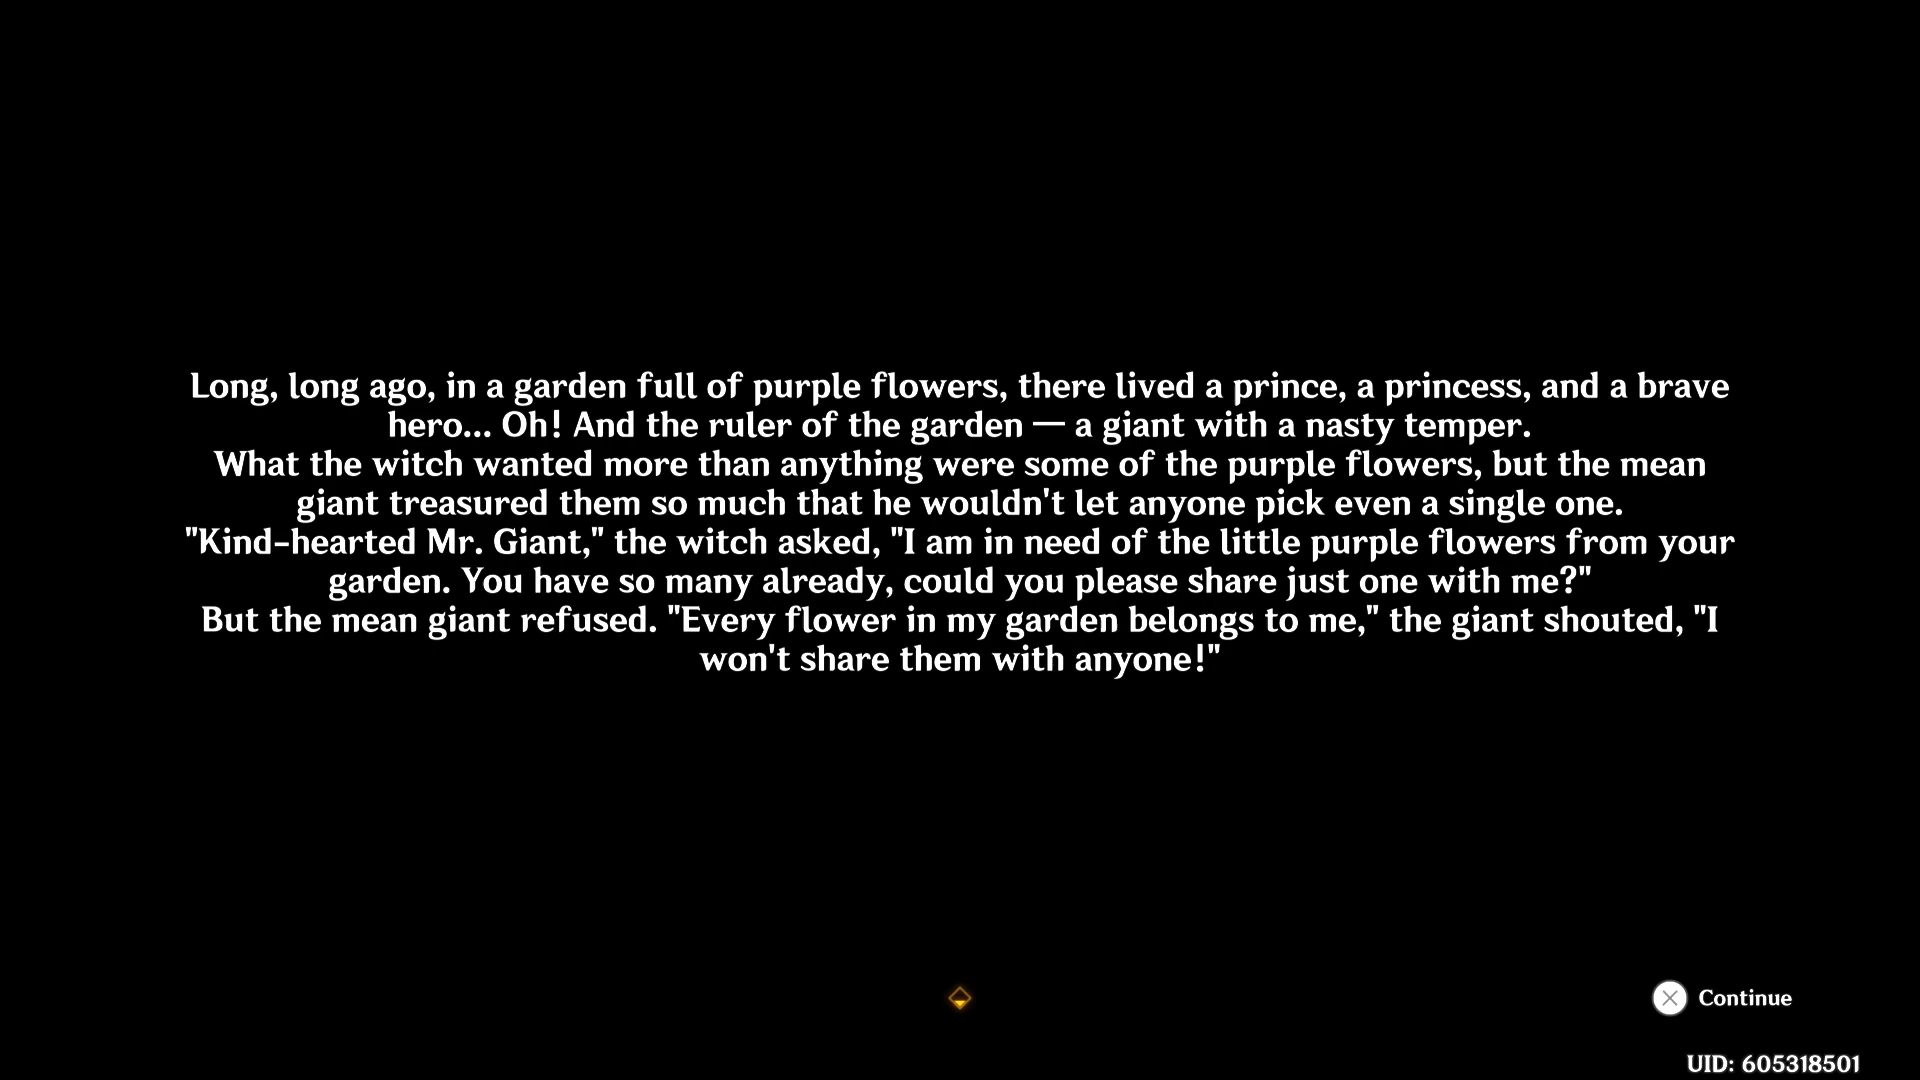 Long, long ago, in a garden full of purple flowers, there lived a prince, a princess, and a brave
hero... Oh! And the ruler of the garden — a giant with a nasty temper.
What the witch wanted more than anything were some of the purple flowers, but the mean
giant treasured them so much that he wouldn't let anyone pick even a single one.
"Kind-hearted Mr. Giant," the witch asked, "I am in need of the little purple flowers from your
garden. You have so many already, could you please share just one with me?"
But the mean giant refused. "Every flower in my garden belongs to me," the giant shouted, "I
won't share them with anyone!"
Continue
UID: 605318501